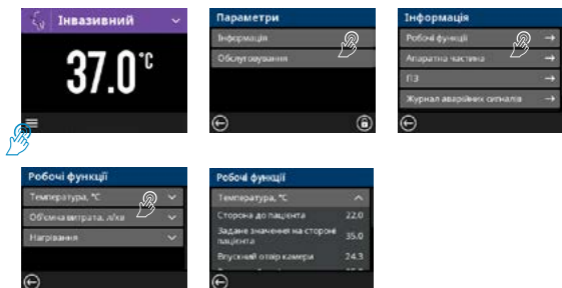 Інвазивний
37.0°C
Параметри
Інформація
Обслуговування
Інформація
Робочі функції
Апаратна частина
ПЗ
Журнал аварійних сигналів
Робочі функції
Температура, °C
Об'ємна витрата, л/хв
Нагрівання
Робочі функції
Температура, °C
Сторона до пацієнта 22.0
Задане значення на стороні
пацієнта 35.0
Впускний отвір камери 24.3